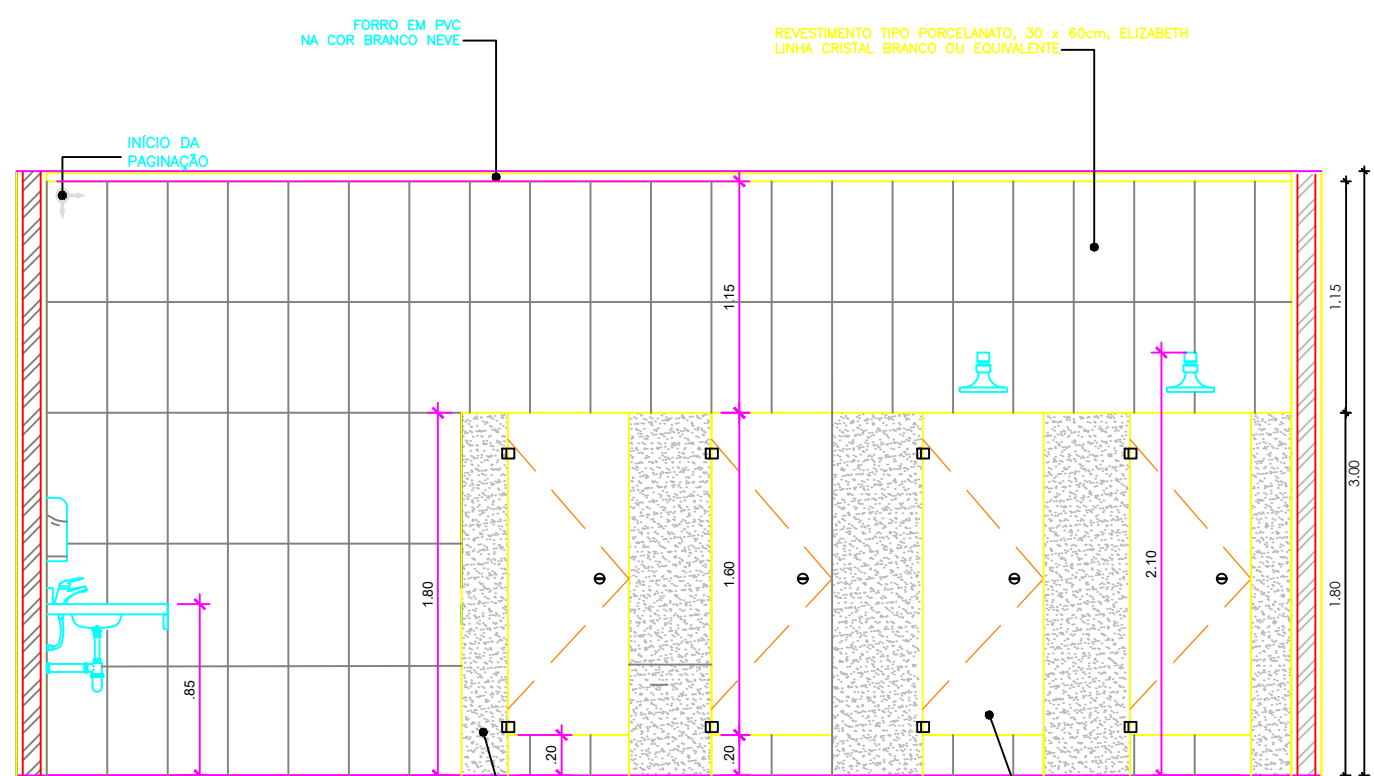 FORRO EM PVC
NA COR BRANCO NEVE
REVESTIMENTO TIPO PORCELANATO, 30 x 60cm, ELIZABETH
LINHA CRISTAL BRANCO OU EQUIVALENTE
INÍCIO DA
PAGINAÇÃO
1.15
1.15
3.00
1.80
1.60
2.10
1.80
.85
.20
.20